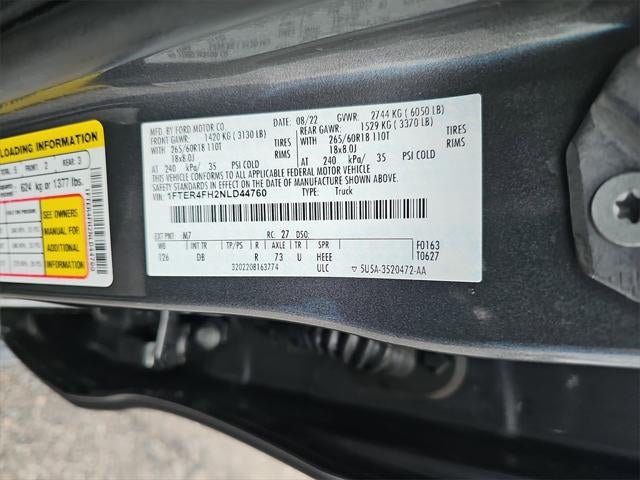 LOADING INFORMATION
TOTAL: 5 FRONT: 2 REAR: 3
624 kg or 1377 lbs.
SEE OWNERS
MANUAL FOR
ADDITIONAL
INFORMATION
1FTER4FH2NLD44760
MFD. BY FORD MOTOR CO. 08/22 GVWR: 2744 KG (6050 LB)
FRONT GAWR: 1420 KG (3130 LB) REAR GAWR: 1529 KG (3370 LB)
WITH 265/60R18 110T TIRES WITH 265/60R18 110T TIRES
18x8.0J RIMS 18x8.0J RIMS
AT 240 kPa/ 35 PSI COLD AT 240 kPa/ 35 PSI COLD
THIS VEHICLE CONFORMS TO ALL APPLICABLE FEDERAL MOTOR VEHICLE
SAFETY STANDARDS IN EFFECT ON THE DATE OF MANUFACTURE SHOWN ABOVE.
VIN: 1FTER4FH2NLD44760 TYPE: Truck
EXT PNT: M7 RC: 27 DSO: F0163
WB INT TR TP/PS R AXLE TR SPR T0627
126 DB R 73 U HEEE
3202208163774 ULC ▽ 5U5A-3520472-AA